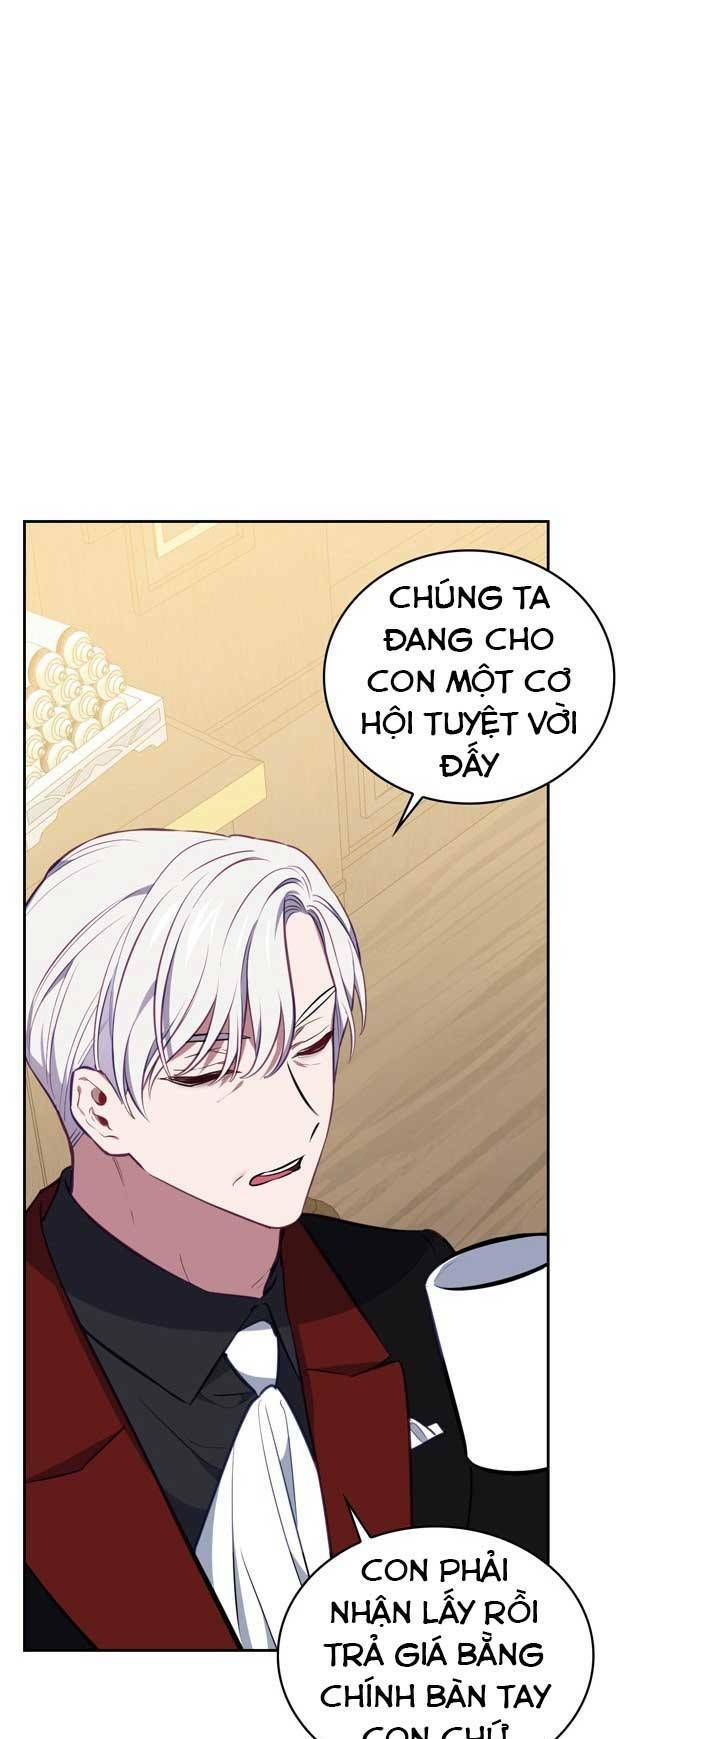 CHÚNG TA
ĐANG CHO
CON MỘT CƠ
HỘI TUYỆT VỜI
ĐẤY
CON PHẢI
NHẬN LẤY RỒI
TRẢ GIÁ BẰNG
CHÍNH BÀN TAY
CON CHỨ